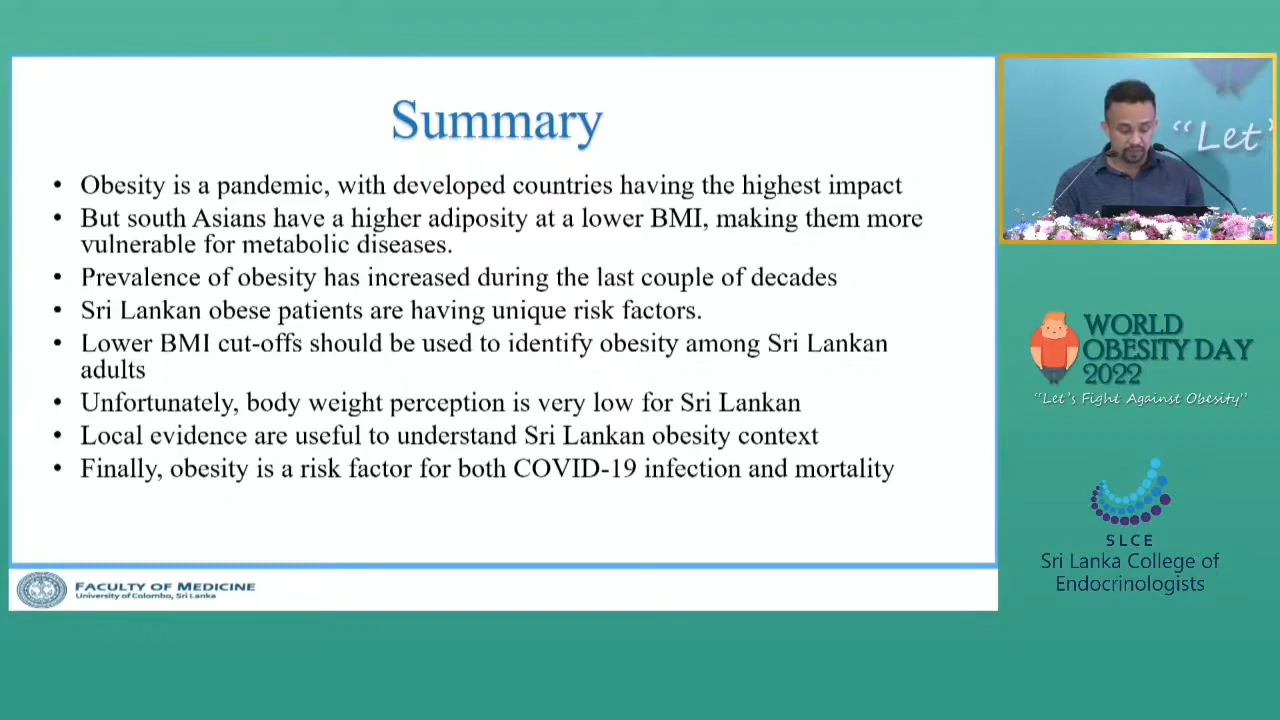 Summary
• Obesity is a pandemic, with developed countries having the highest impact
• But south Asians have a higher adiposity at a lower BMI, making them more
vulnerable for metabolic diseases.
• Prevalence of obesity has increased during the last couple of decades
• Sri Lankan obese patients are having unique risk factors.
• Lower BMI cut-offs should be used to identify obesity among Sri Lankan
adults
• Unfortunately, body weight perception is very low for Sri Lankan
• Local evidence are useful to understand Sri Lankan obesity context
• Finally, obesity is a risk factor for both COVID-19 infection and mortality
FACULTY OF MEDICINE
University of Colombo, Sri Lanka
"Let'
WORLD
OBESITY DAY
2022
"Let's Fight Against Obesity"
SLCE
Sri Lanka College of
Endocrinologists